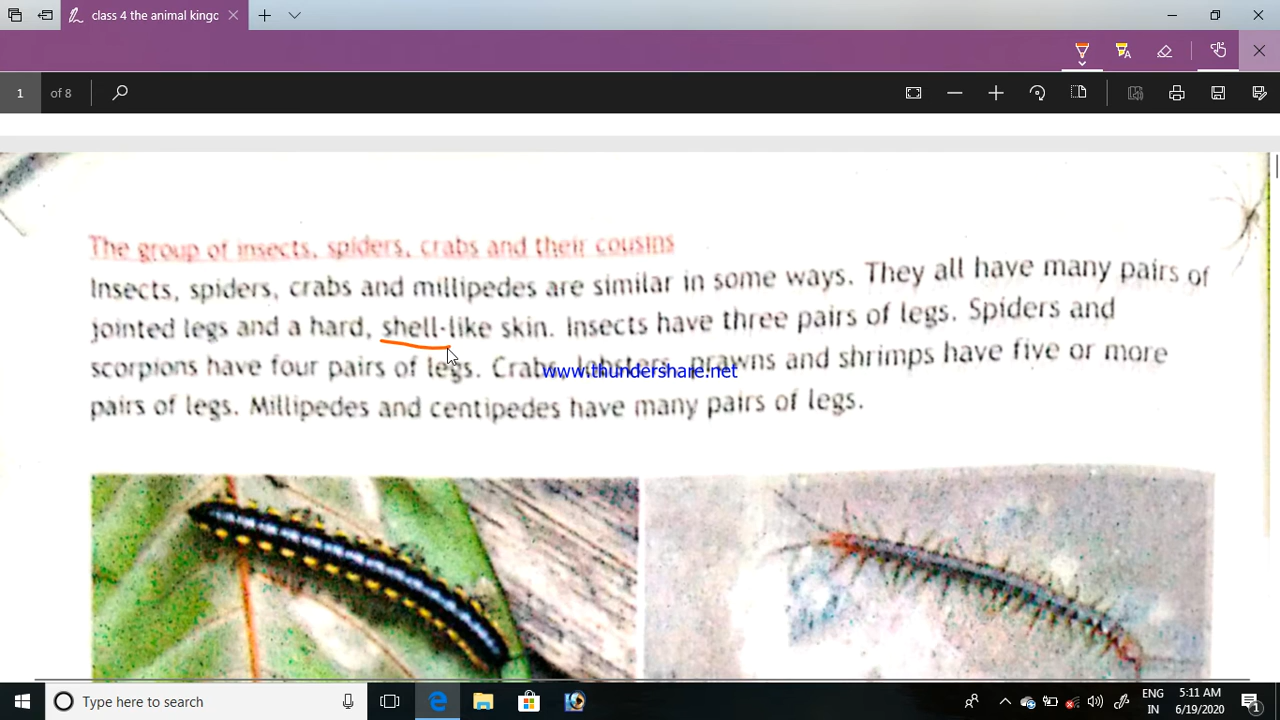 class 4 the animal kingc
1 of 8
The group of insects, spiders, crabs and their cousins
Insects, spiders, crabs and millipedes are similar in some ways. They all have many pairs of
jointed legs and a hard, shell-like skin. Insects have three pairs of legs. Spiders and
scorpions have four pairs of legs. Crabs, lobsters, prawns and shrimps have five or more
www.thundershare.net
pairs of legs. Millipedes and centipedes have many pairs of legs.
Type here to search
ENG 5:11 AM
IN 6/19/2020
1